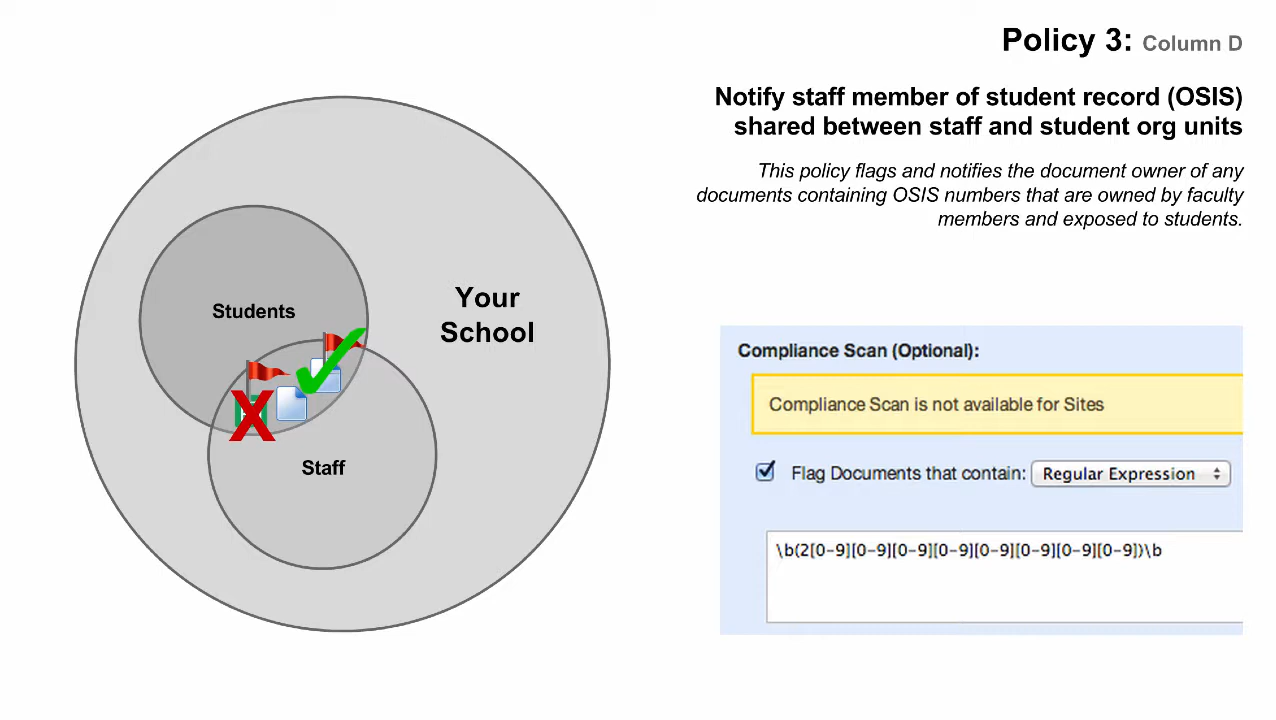 Policy 3: Column D
Notify staff member of student record (OSIS)
shared between staff and student org units
This policy flags and notifies the document owner of any
documents containing OSIS numbers that are owned by faculty
members and exposed to students.
Students
Your
School
X
Staff
Compliance Scan (Optional):
Compliance Scan is not available for Sites
Flag Documents that contain: Regular Expression
\b(2[0-9][0-9][0-9][0-9][0-9][0-9][0-9][0-9])\b